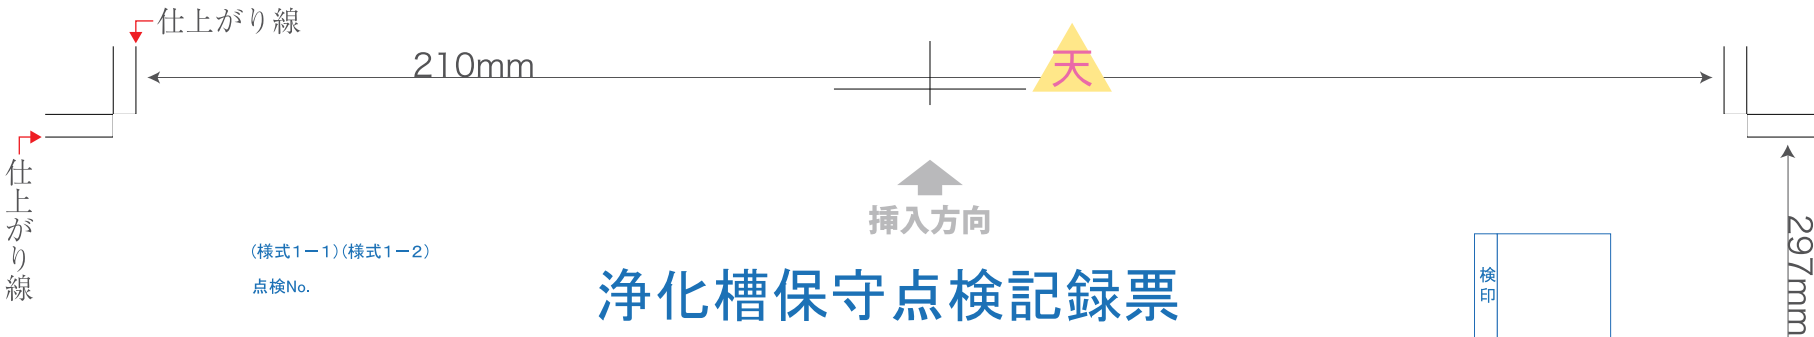 仕上がり線
210mm
天
仕上がり線
挿入方向
297mm
(様式1ー1)(様式1ー2)
点検No.
浄化槽保守点検記録票
検印